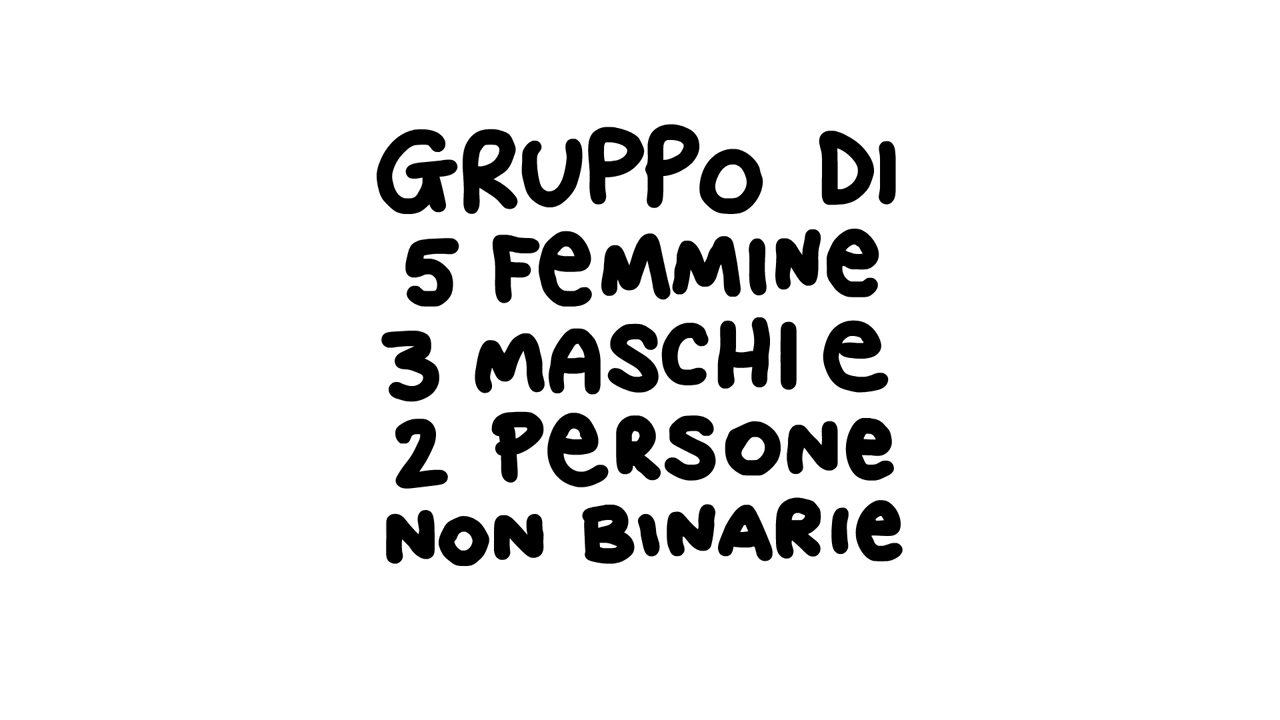 GRUPPO DI
5 FeMMINe
3 MASCHI e
2 PeRSONe
NON BINARIe